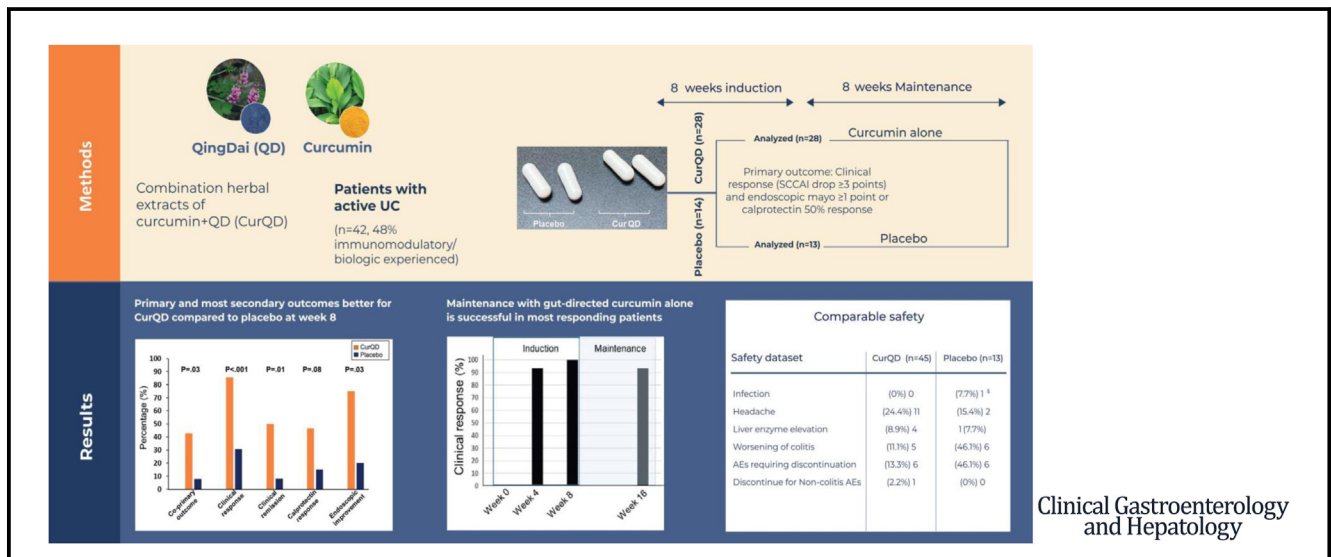 Methods
QingDai (QD)
Curcumin
Combination herbal
extracts of
curcumin+QD (CurQD)
Patients with
active UC
(n=42, 48%
immunomodulatory/
biologic experienced)
Placebo
CurQD
8 weeks induction
8 weeks Maintenance
CurQD (n=28)
Placebo (n=14)
Analyzed (n=28)
Curcumin alone
Primary outcome: Clinical
response (SCCAI drop ≥3 points)
and endoscopic mayo ≥1 point or
calprotectin 50% response
Analyzed (n=13)
Placebo
Results
Primary and most secondary outcomes better for
CurQD compared to placebo at week 8
CurQD
Placebo
P=.03 P<.001 P=.01 P=.08 P=.03
Percentage (%)
100
90
80
70
60
50
40
30
20
10
0
Co-primary
outcome
Clinical
response
Clinical
remission
Calprotectin
response
Endoscopic
improvement
Maintenance with gut-directed curcumin alone
is successful in most responding patients
Induction
Maintenance
Clinical response (%)
100
90
80
70
60
50
40
30
20
10
0
Week 0
Week 4
Week 8
Week 16
Comparable safety
Safety dataset CurQD (n=45) Placebo (n=13)
Infection (0%) 0 (7.7%) 1 $
Headache (24.4%) 11 (15.4%) 2
Liver enzyme elevation (8.9%) 4 1 (7.7%)
Worsening of colitis (11.1%) 5 (46.1%) 6
AEs requiring discontinuation (13.3%) 6 (46.1%) 6
Discontinue for Non-colitis AEs (2.2%) 1 (0%) 0
Clinical Gastroenterology
and Hepatology